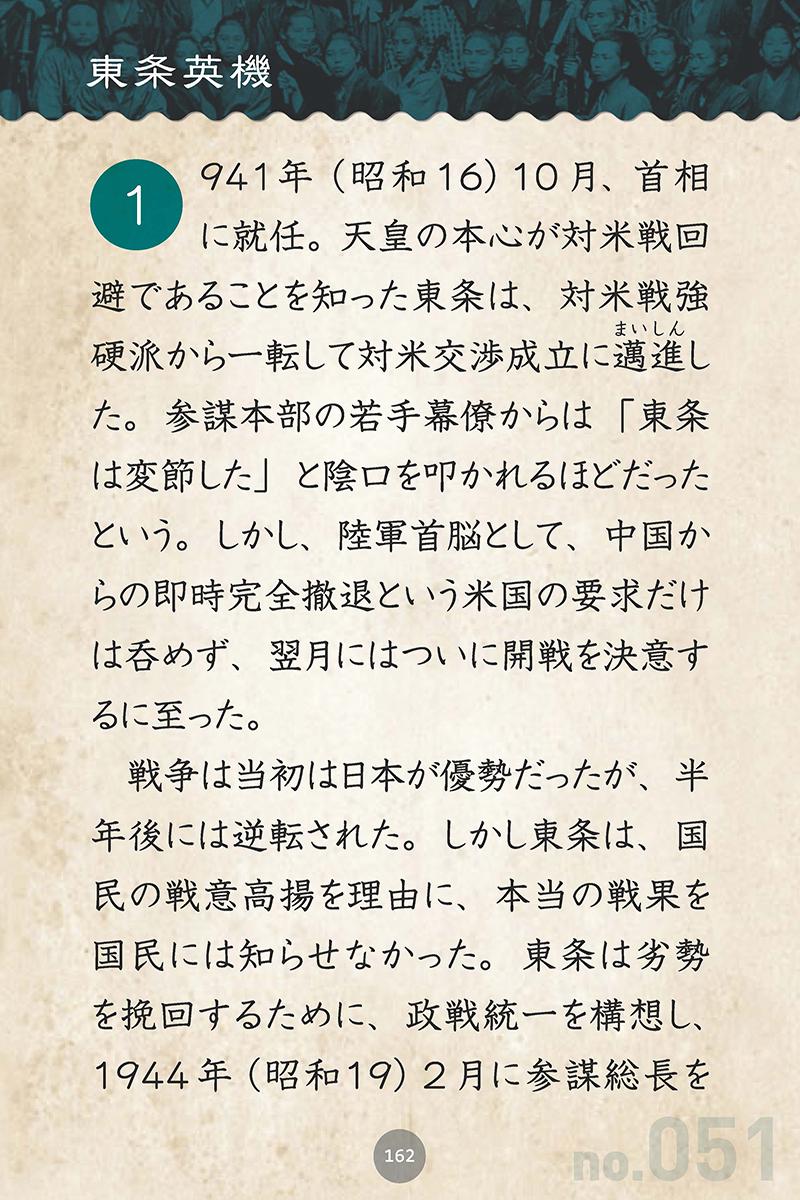 東条英機
1941年（昭和16）10月、首相
に就任。天皇の本心が対米戦回
避であることを知った東条は、対米戦強
硬派から一転して対米交渉成立に邁進し
まいしん
た。参謀本部の若手幕僚からは「東条
は変節した」と陰口を叩かれるほどだった
という。しかし、陸軍首脳として、中国か
らの即時完全撤退という米国の要求だけ
は呑めず、翌月にはついに開戦を決意す
るに至った。
戦争は当初は日本が優勢だったが、半
年後には逆転された。しかし東条は、国
民の戦意高揚を理由に、本当の戦果を
国民には知らせなかった。東条は劣勢
を挽回するために、政戦統一を構想し、
1944年（昭和19）2月に参謀総長を
162
no.051